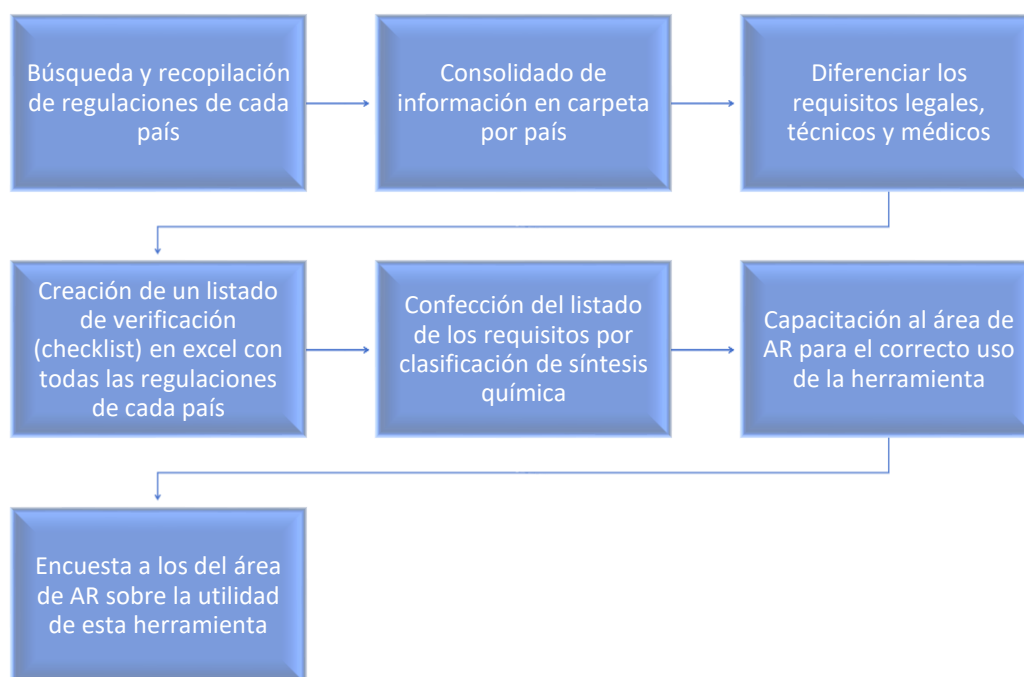 Búsqueda y recopilación
de regulaciones de cada
país
Consolidado de
información en carpeta
por país
Diferenciar los
requisitos legales,
técnicos y médicos
Creación de un listado
de verificación
(checklist) en excel con
todas las regulaciones
de cada país
Confección del listado
de los requisitos por
clasificación de síntesis
química
Capacitación al área de
AR para el correcto uso
de la herramienta
Encuesta a los del área
de AR sobre la utilidad
de esta herramienta